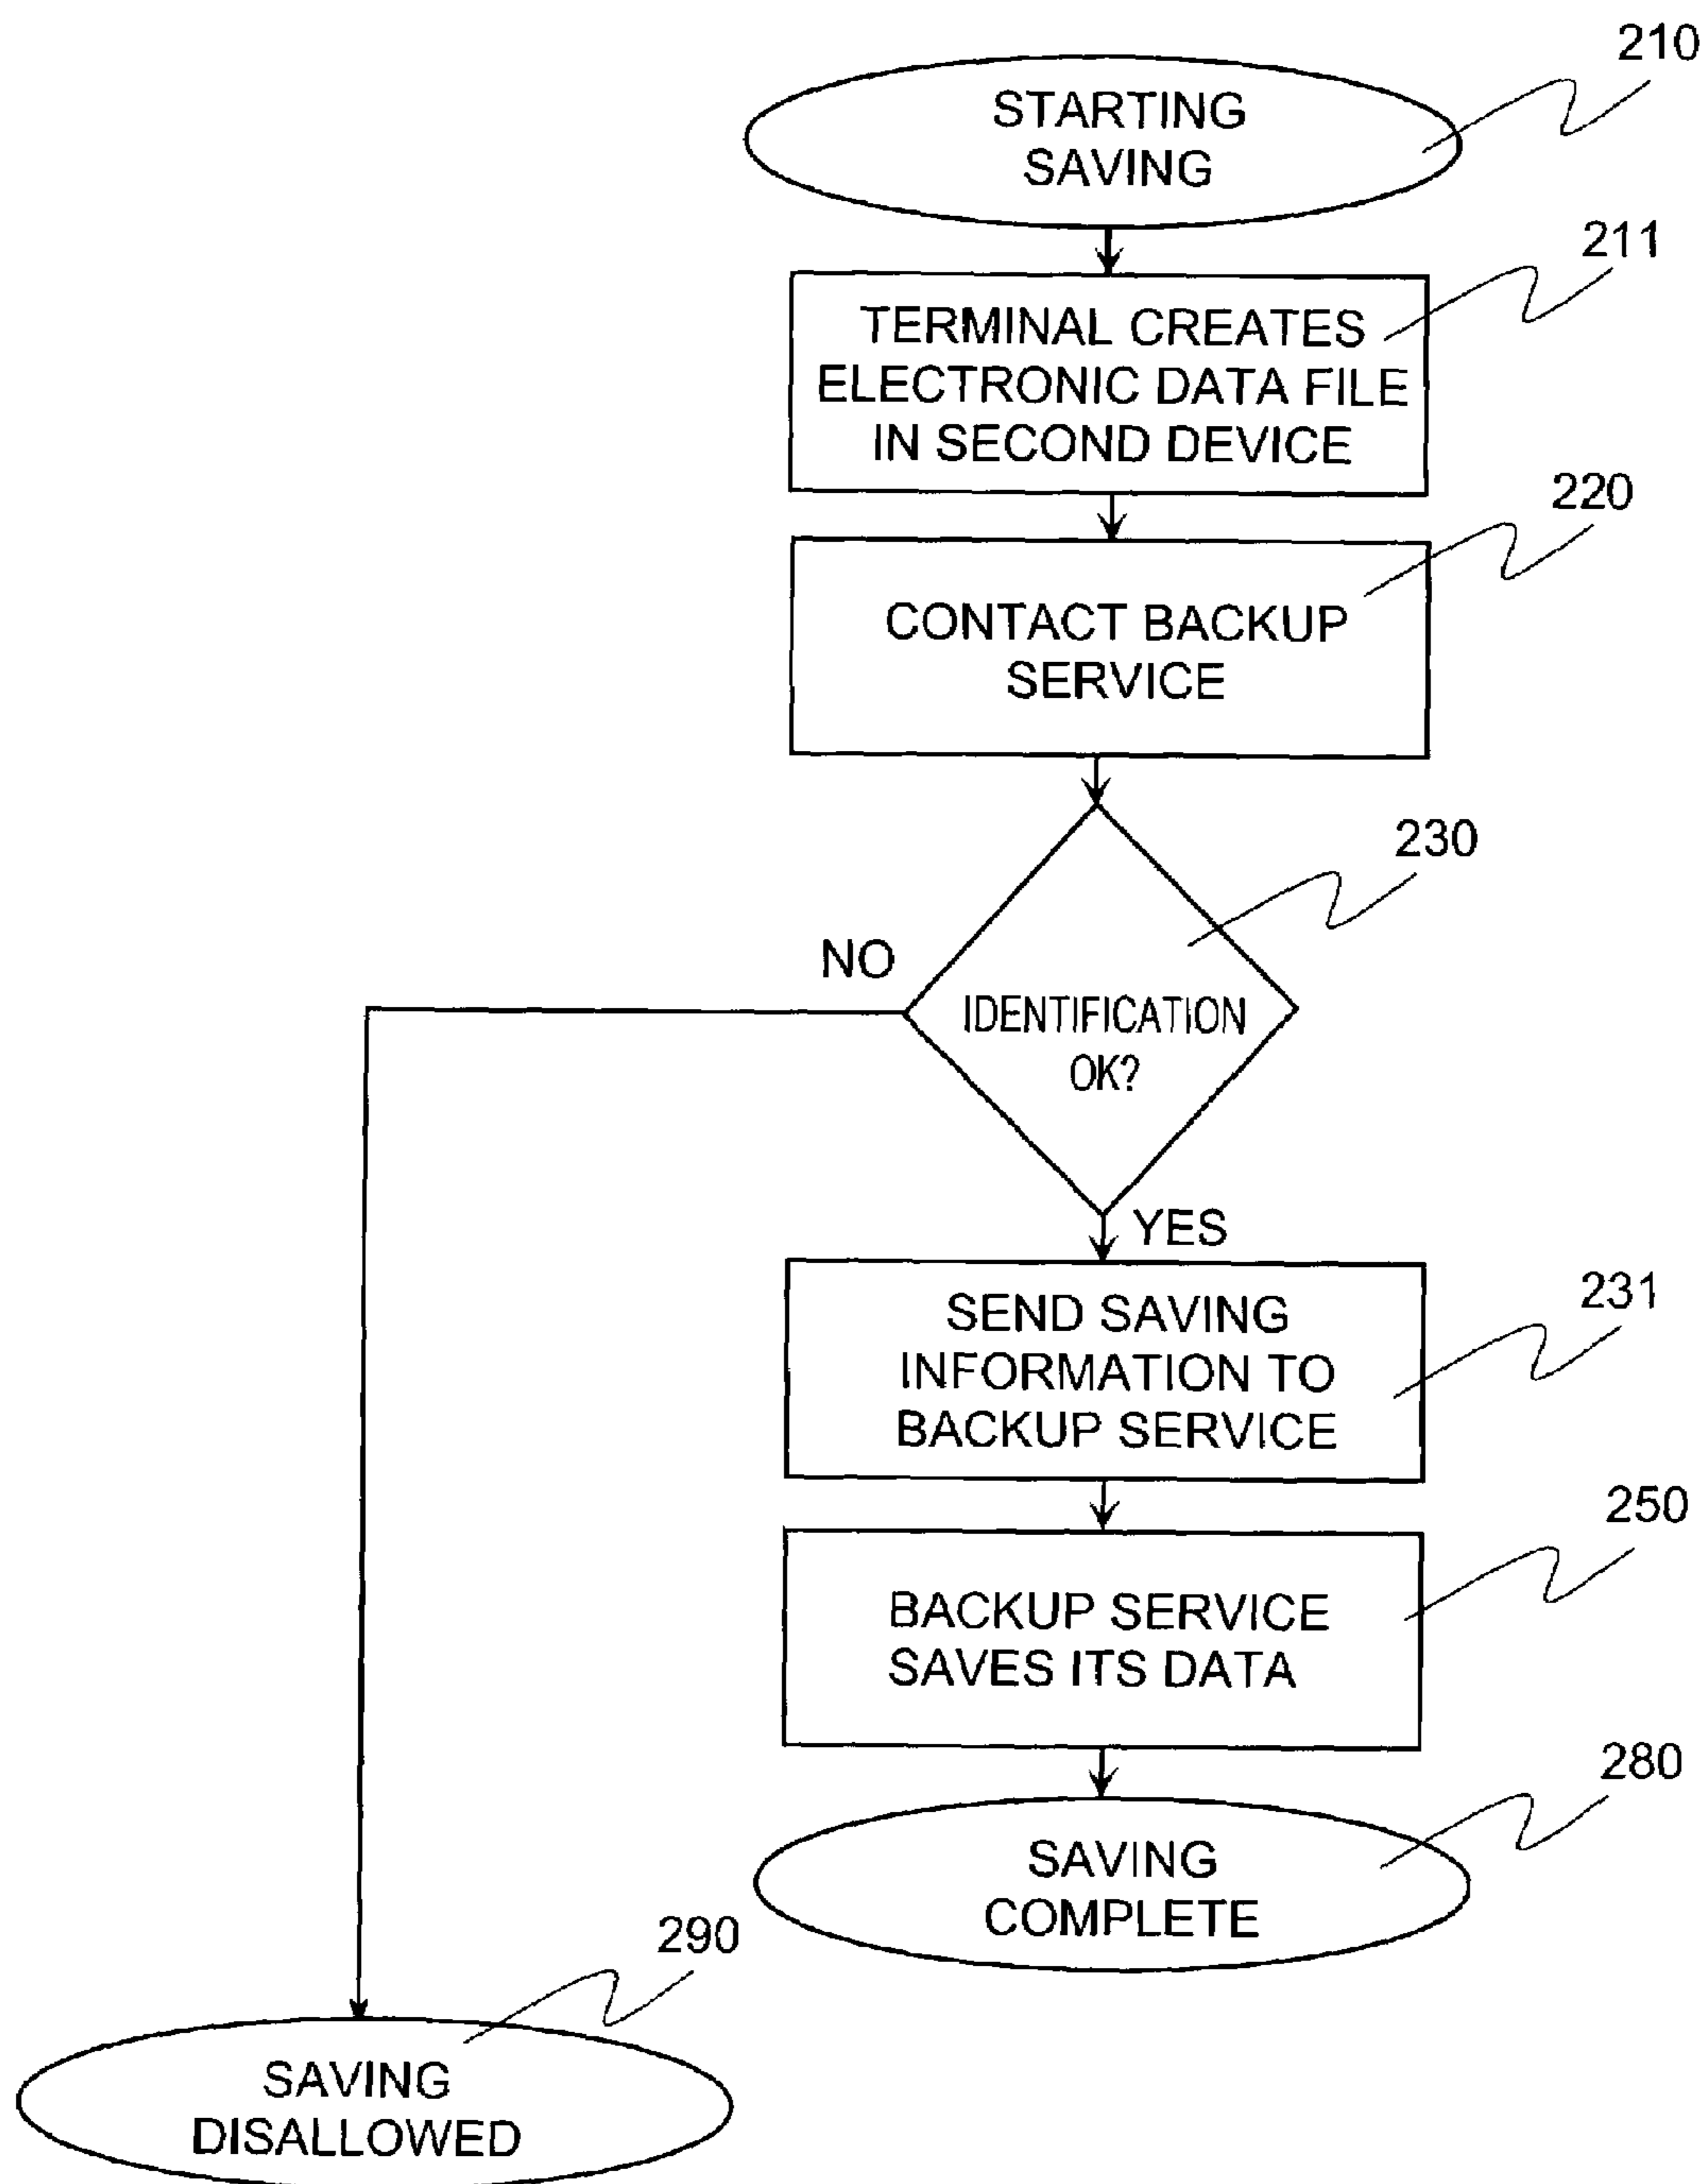 210
STARTING
SAVING
211
TERMINAL CREATES
ELECTRONIC DATA FILE
IN SECOND DEVICE
220
CONTACT BACKUP
SERVICE
230
NO
IDENTIFICATION
OK?
YES
231
SEND SAVING
INFORMATION TO
BACKUP SERVICE
250
BACKUP SERVICE
SAVES ITS DATA
280
SAVING
COMPLETE
290
SAVING
DISALLOWED